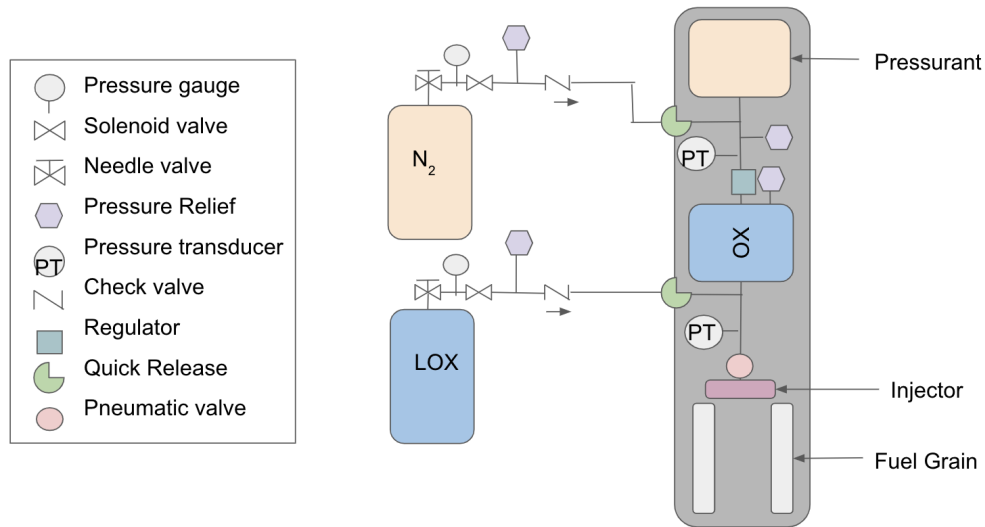 Pressure gauge
Solenoid valve
Needle valve
Pressure Relief
PT
Pressure transducer
Check valve
Regulator
Quick Release
Pneumatic valve
N₂
LOX
Pressurant
PT
OX
PT
Injector
Fuel Grain